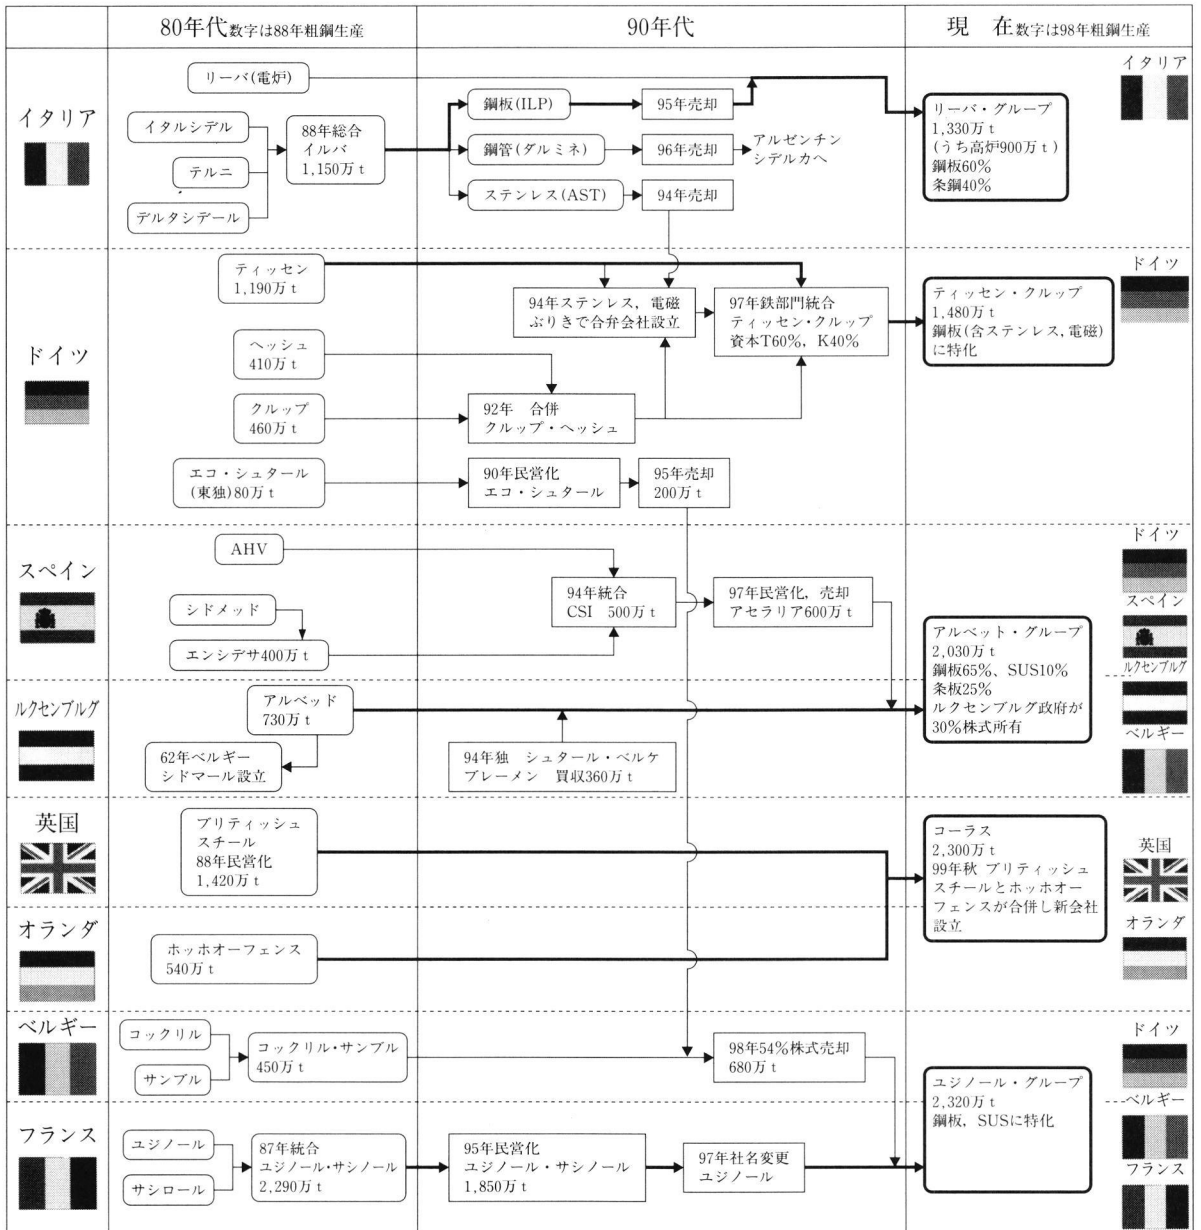 80年代数字は88年粗鋼生産
90年代
現 在数字は98年粗鋼生産
イタリア
リーバ(電炉)
イタルシデル
テルニ
デルタシデール
88年総合
イルバ
1,150万t
鋼板(ILP)
95年売却
鋼管(ダルミネ)
96年売却
アルゼンチン
シデルカへ
ステンレス(AST)
94年売却
リーバ・グループ
1,330万t
(うち高炉900万t)
鋼板60%
条鋼40%
イタリア
ドイツ
ティッセン
1,190万t
ヘッシュ
410万t
クルップ
460万t
エコ・シュタール
(東独)80万t
94年ステンレス,電磁
ぶりきで合弁会社設立
92年 合併
クルップ・ヘッシュ
90年民営化
エコ・シュタール
95年売却
200万t
97年鉄部門統合
ティッセン・クルップ
資本T60%,K40%
ティッセン・クルップ
1,480万t
鋼板(含ステンレス,電磁)
に特化
ドイツ
スペイン
AHV
シドメッド
エンシデサ400万t
94年統合
CSI 500万t
97年民営化,売却
アセラリア600万t
ルクセンブルグ
アルベッド
730万t
62年ベルギー
シドマール設立
94年独 シュタール・ベルケ
ブレーメン 買収360万t
アルベット・グループ
2,030万t
鋼板65%、SUS10%
条板25%
ルクセンブルグ政府が
30%株式所有
ドイツ
スペイン
ルクセンブルグ
ベルギー
英国
ブリティッシュ
スチール
88年民営化
1,420万t
オランダ
ホッホオーフェンス
540万t
コーラス
2,300万t
99年秋 ブリティッシュ
スチールとホッホオー
フェンスが合併し新会社
設立
英国
オランダ
ベルギー
コックリル
サンブル
コックリル・サンブル
450万t
98年54%株式売却
680万t
フランス
ユジノール
サシロール
87年統合
ユジノール・サシノール
2,290万t
95年民営化
ユジノール・サシノール
1,850万t
97年社名変更
ユジノール
ユジノール・グループ
2,320万t
鋼板,SUSに特化
ドイツ
ベルギー
フランス